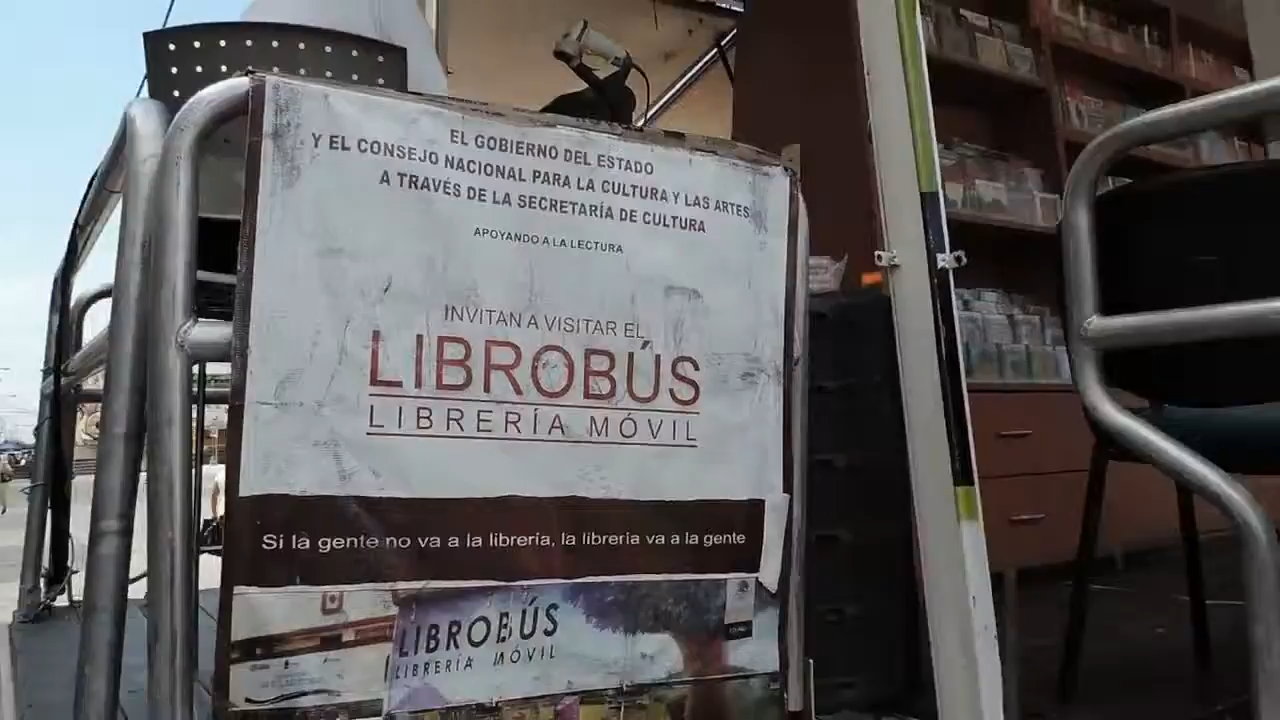 EL GOBIERNO DEL ESTADO
Y EL CONSEJO NACIONAL PARA LA CULTURA Y LAS ARTES
A TRAVÉS DE LA SECRETARÍA DE CULTURA
APOYANDO A LA LECTURA
INVITAN A VISITAR EL
LIBROBÚS
LIBRERÍA MÓVIL
Si la gente no va a la librería, la libreria va a la gente
LIBROBÚS
LIBRERÍA MÓVIL